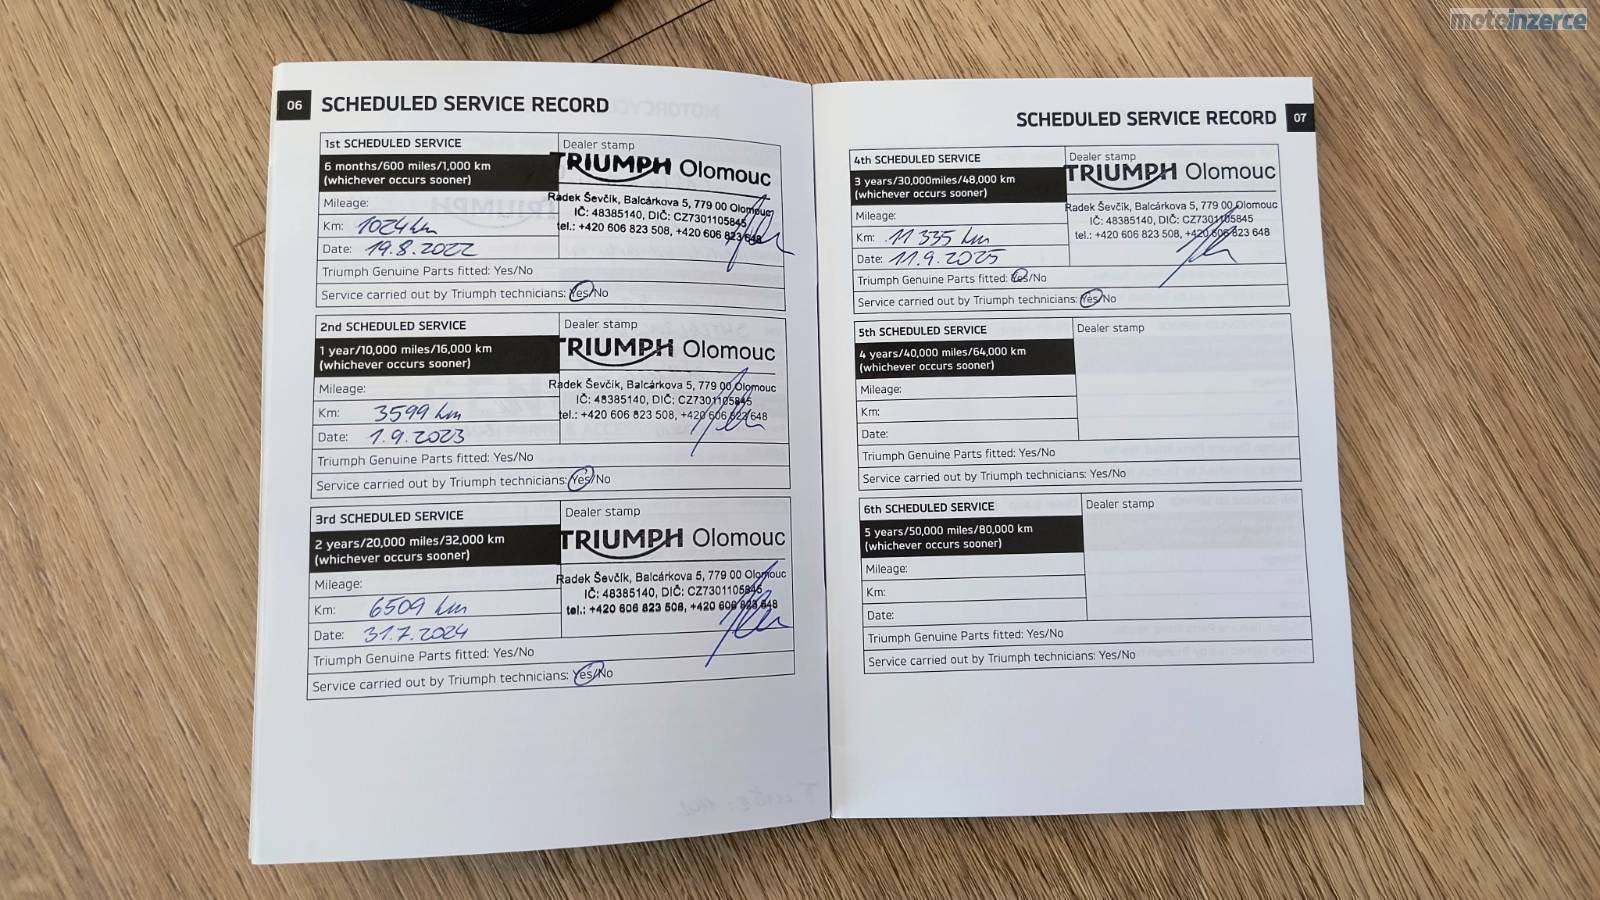 motoinzerce
06 SCHEDULED SERVICE RECORD
1st SCHEDULED SERVICE
6 months/600 miles/1,000 km
(whichever occurs sooner)
Mileage:
Km: 1024 km
Date: 19.8.2022
Dealer stamp
TRIUMPH Olomouc
Radek Ševčík, Balcárkova 5, 779 00 Olomouc
IČ: 48385140, DIČ: CZ7301105845
tel.: +420 606 823 508, +420 606 823 648
Triumph Genuine Parts fitted: Yes/No
Service carried out by Triumph technicians: Yes/No
2nd SCHEDULED SERVICE
1 year/10,000 miles/16,000 km
(whichever occurs sooner)
Mileage:
Km: 3599 km
Date: 1.9.2023
Dealer stamp
TRIUMPH Olomouc
Radek Ševčík, Balcárkova 5, 779 00 Olomouc
IČ: 48385140, DIČ: CZ7301105845
tel.: +420 606 823 508, +420 606 823 648
Triumph Genuine Parts fitted: Yes/No
Service carried out by Triumph technicians: Yes/No
3rd SCHEDULED SERVICE
2 years/20,000 miles/32,000 km
(whichever occurs sooner)
Mileage:
Km: 6509 km
Date: 31.7.2024
Dealer stamp
TRIUMPH Olomouc
Radek Ševčík, Balcárkova 5, 779 00 Olomouc
IČ: 48385140, DIČ: CZ7301105845
tel.: +420 606 823 508, +420 606 823 648
Triumph Genuine Parts fitted: Yes/No
Service carried out by Triumph technicians: Yes/No
SCHEDULED SERVICE RECORD 07
4th SCHEDULED SERVICE
3 years/30,000miles/48,000 km
(whichever occurs sooner)
Mileage:
Km: 11 335 km
Date: 11.9.2025
Dealer stamp
TRIUMPH Olomouc
Radek Ševčík, Balcárkova 5, 779 00 Olomouc
IČ: 48385140, DIČ: CZ7301105845
tel.: +420 606 823 508, +420 606 823 648
Triumph Genuine Parts fitted: Yes/No
Service carried out by Triumph technicians: Yes/No
5th SCHEDULED SERVICE
4 years/40,000 miles/64,000 km
(whichever occurs sooner)
Mileage:
Km:
Date:
Dealer stamp
Triumph Genuine Parts fitted: Yes/No
Service carried out by Triumph technicians: Yes/No
6th SCHEDULED SERVICE
5 years/50,000 miles/80,000 km
(whichever occurs sooner)
Mileage:
Km:
Date:
Dealer stamp
Triumph Genuine Parts fitted: Yes/No
Service carried out by Triumph technicians: Yes/No